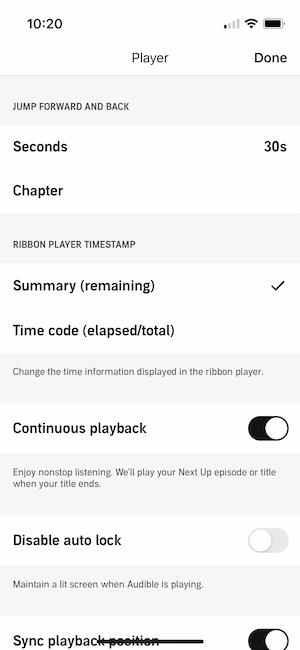 10:20
Player Done
JUMP FORWARD AND BACK
Seconds 30s
Chapter
RIBBON PLAYER TIMESTAMP
Summary (remaining)
Time code (elapsed/total)
Change the time information displayed in the ribbon player.
Continuous playback
Enjoy nonstop listening. We'll play your Next Up episode or title
when your title ends.
Disable auto lock
Maintain a lit screen when Audible is playing.
Sync playback position